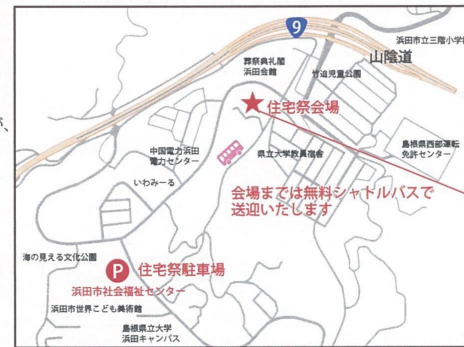 9
浜田市立三階小学校
山陰道
葬祭典礼閣
浜田会館
竹迫児童公園
が、
住宅祭会場
中国電力浜田
電力センター
県立大学教員宿舎
島根県西部運転
免許センター
いわみーる
会場までは無料シャトルバスで
送迎いたします
海の見える文化公園
P
住宅祭駐車場
浜田市社会福祉センター
浜田市世界こども美術館
島根県立大学
浜田キャンパス